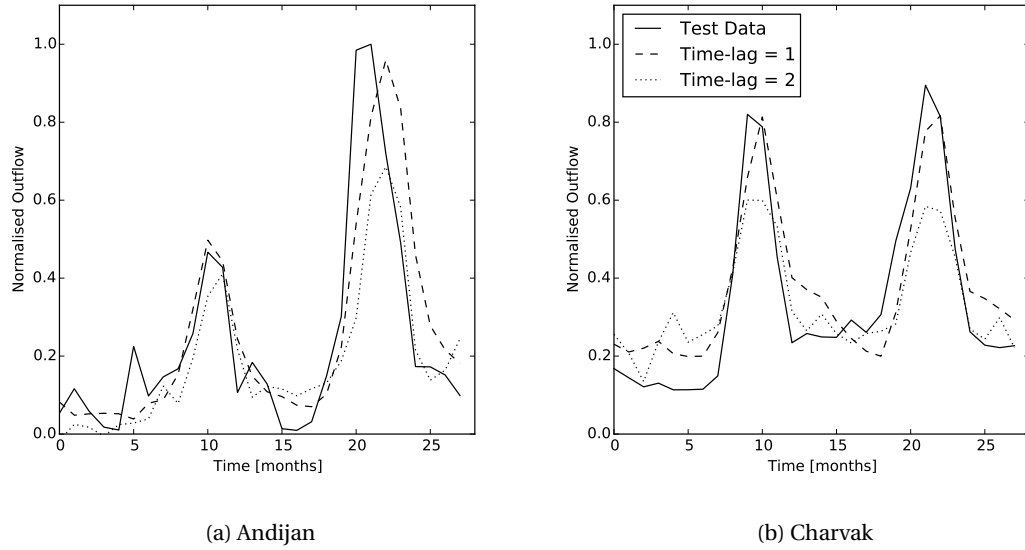 Normalised Outflow
1.0
0.8
0.6
0.4
0.2
0.0
0 5 10 15 20 25
Time [months]
(a) Andijan
Test Data
Time-lag = 1
Time-lag = 2
Normalised Outflow
1.0
0.8
0.6
0.4
0.2
0.0
0 5 10 15 20 25
Time [months]
(b) Charvak